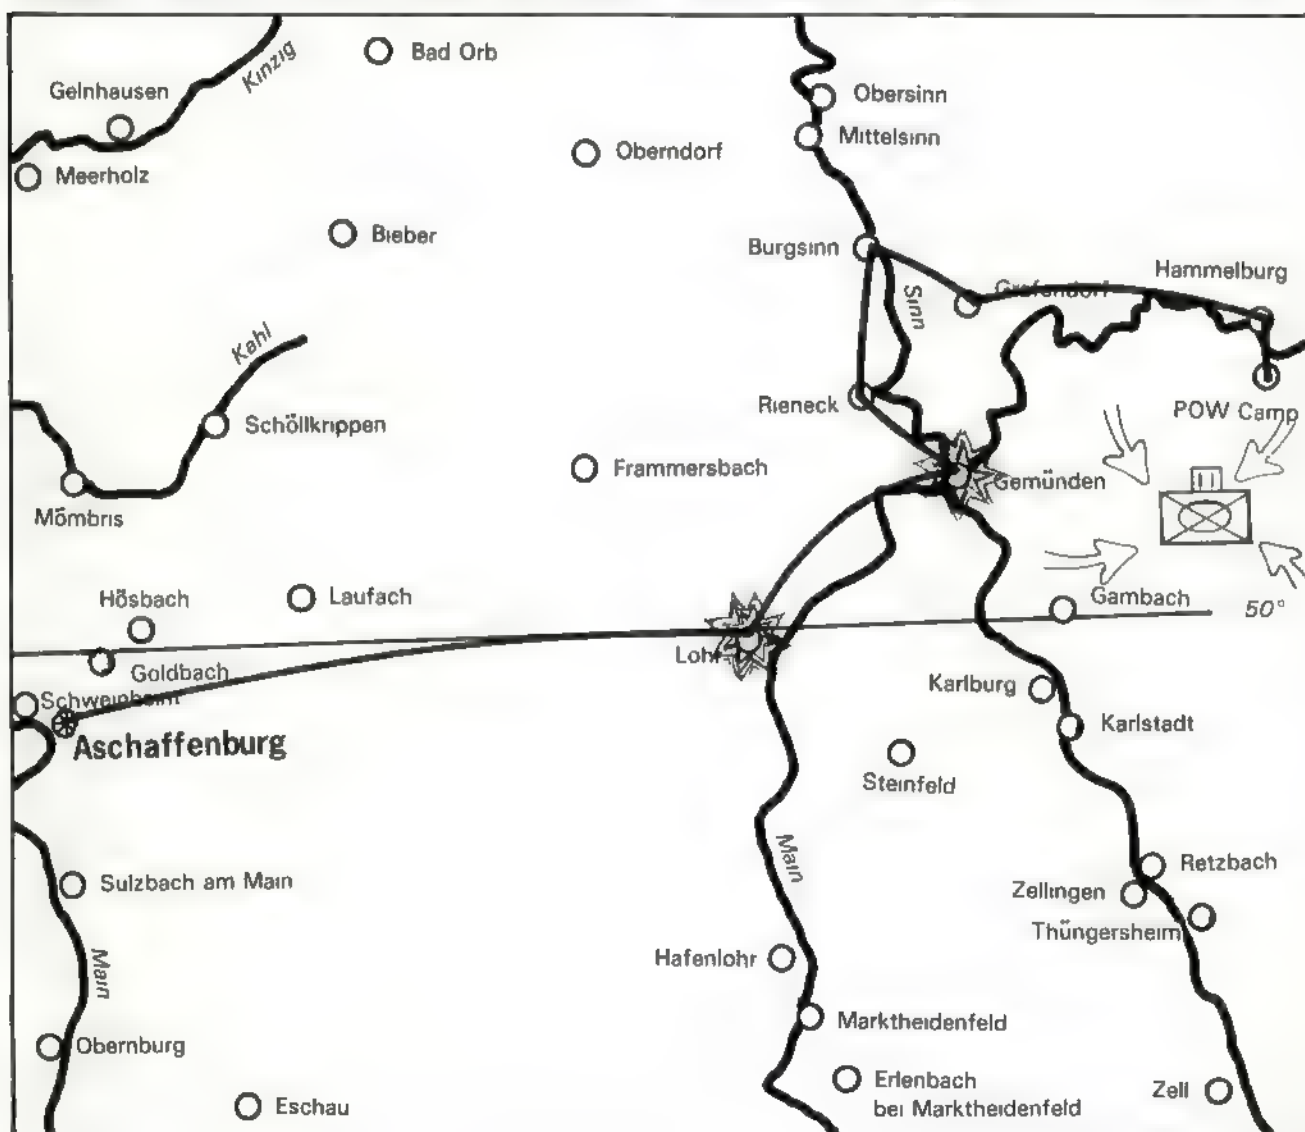 Bad Orb
Kinzig
Gelnhausen
Obersinn
Mittelsinn
Oberndorf
Meerholz
Bieber
Burgsinn
Hammelburg
Grafendorf
Sinn
Kahl
Rieneck
POW Camp
Schöllkrippen
Frammersbach
Gemünden
Mömbris
Hösbach
Laufach
Gambach
50°
Goldbach
Lohr
Schweinheim
Karlburg
Karlstadt
Aschaffenburg
Steinfeld
Main
Retzbach
Sulzbach am Main
Zellingen
Thüngersheim
Hafenlohr
Main
Marktheidenfeld
Obernburg
Erlenbach
bei Marktheidenfeld
Zell
Eschau